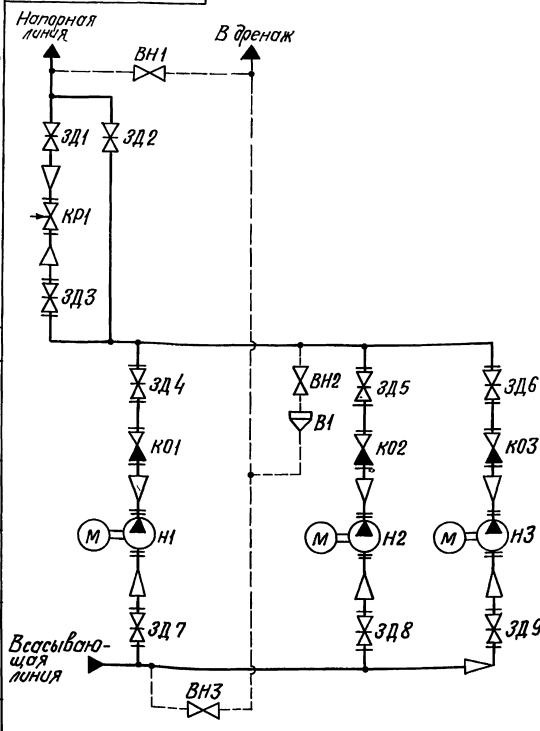 Напорная
линия
В дренаж
ВН1
ЗД1
ЗД2
КР1
ЗД3
ЗД4
ВН2
ЗД5
ЗД6
В1
КО1
КО2
КО3
М
Н1
М
Н2
М
Н3
ЗД7
ЗД8
ЗД9
Всасываю-
щая
линия
ВН3